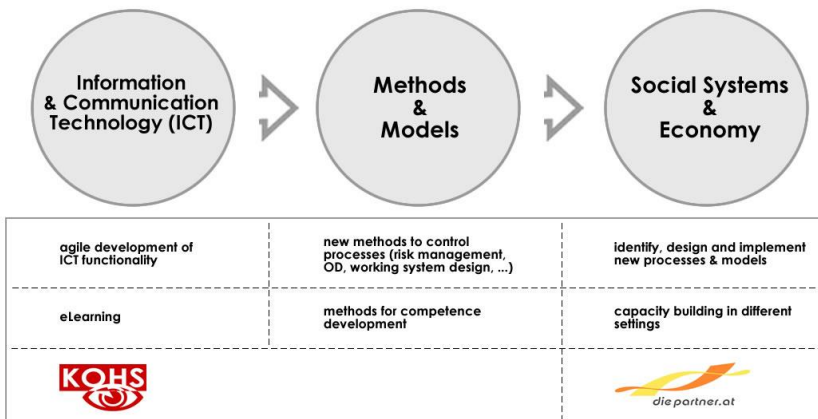 Information
& Communication
Technology (ICT)
Methods
&
Models
Social Systems
&
Economy
agile development of
ICT functionality
new methods to control
processes (risk management,
OD, working system design, ...)
identify, design and implement
new processes & models
eLearning
methods for competence
development
capacity building in different
settings
KOHS
die partner.at